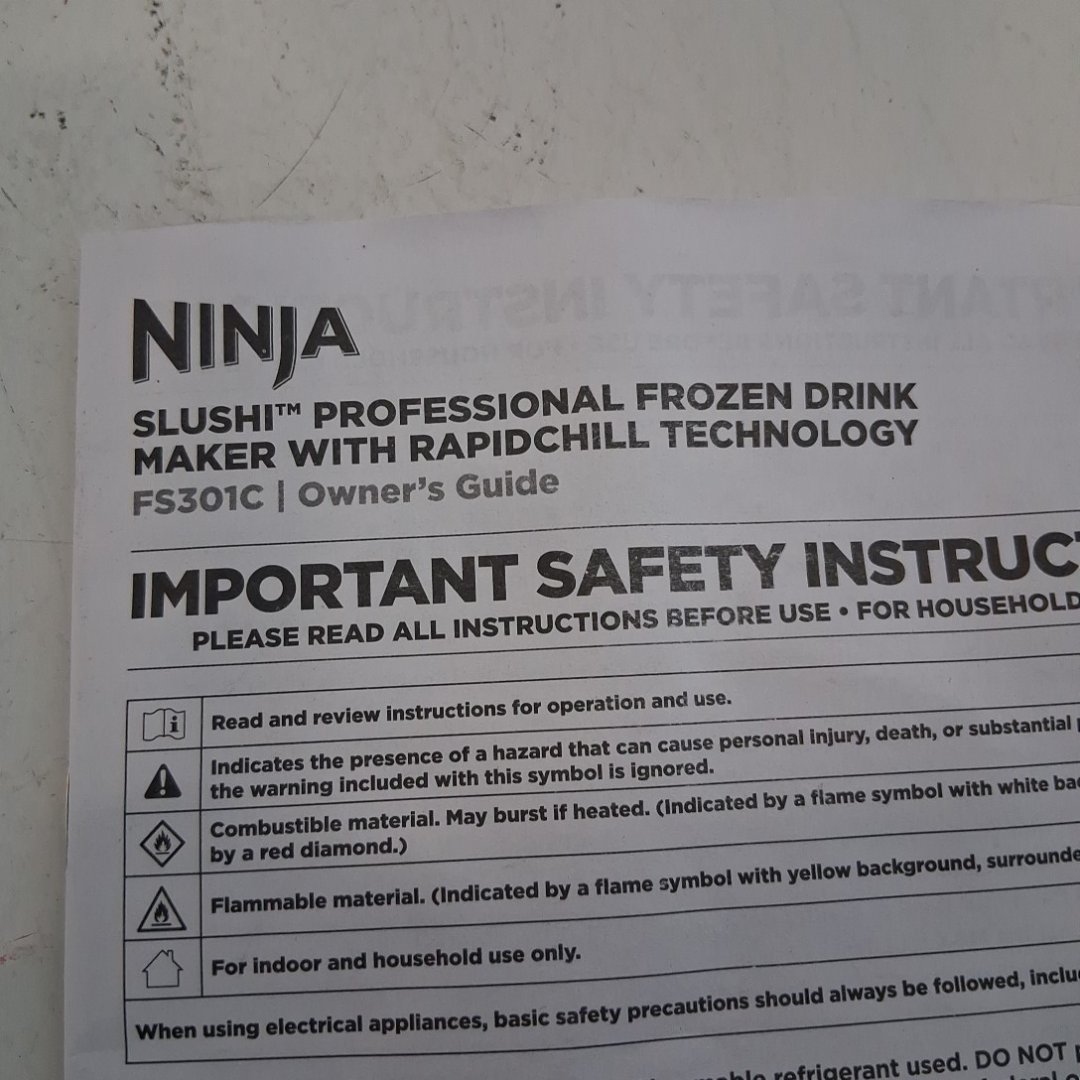 NINJA
SLUSHI™ PROFESSIONAL FROZEN DRINK
MAKER WITH RAPIDCHILL TECHNOLOGY
FS301C | Owner's Guide
IMPORTANT SAFETY INSTRUC
PLEASE READ ALL INSTRUCTIONS BEFORE USE • FOR HOUSEHOLD
Read and review instructions for operation and use.
Indicates the presence of a hazard that can cause personal injury, death, or substantial
the warning included with this symbol is ignored.
Combustible material. May burst if heated. (Indicated by a flame symbol with white bac
by a red diamond.)
Flammable material. (Indicated by a flame symbol with yellow background, surrounde
For indoor and household use only.
When using electrical appliances, basic safety precautions should always be followed, inclu
refrigerant used. DO NOT